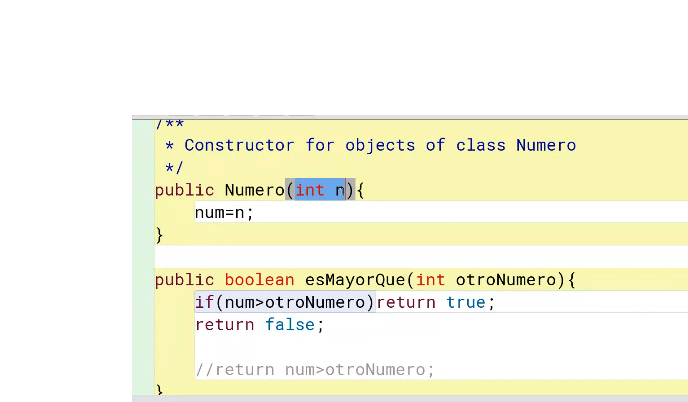 /**
* Constructor for objects of class Numero
*/
public Numero(int n){
num=n;
}
public boolean esMayorQue(int otroNumero){
if(num>otroNumero)return true;
return false;
//return num>otroNumero;
}